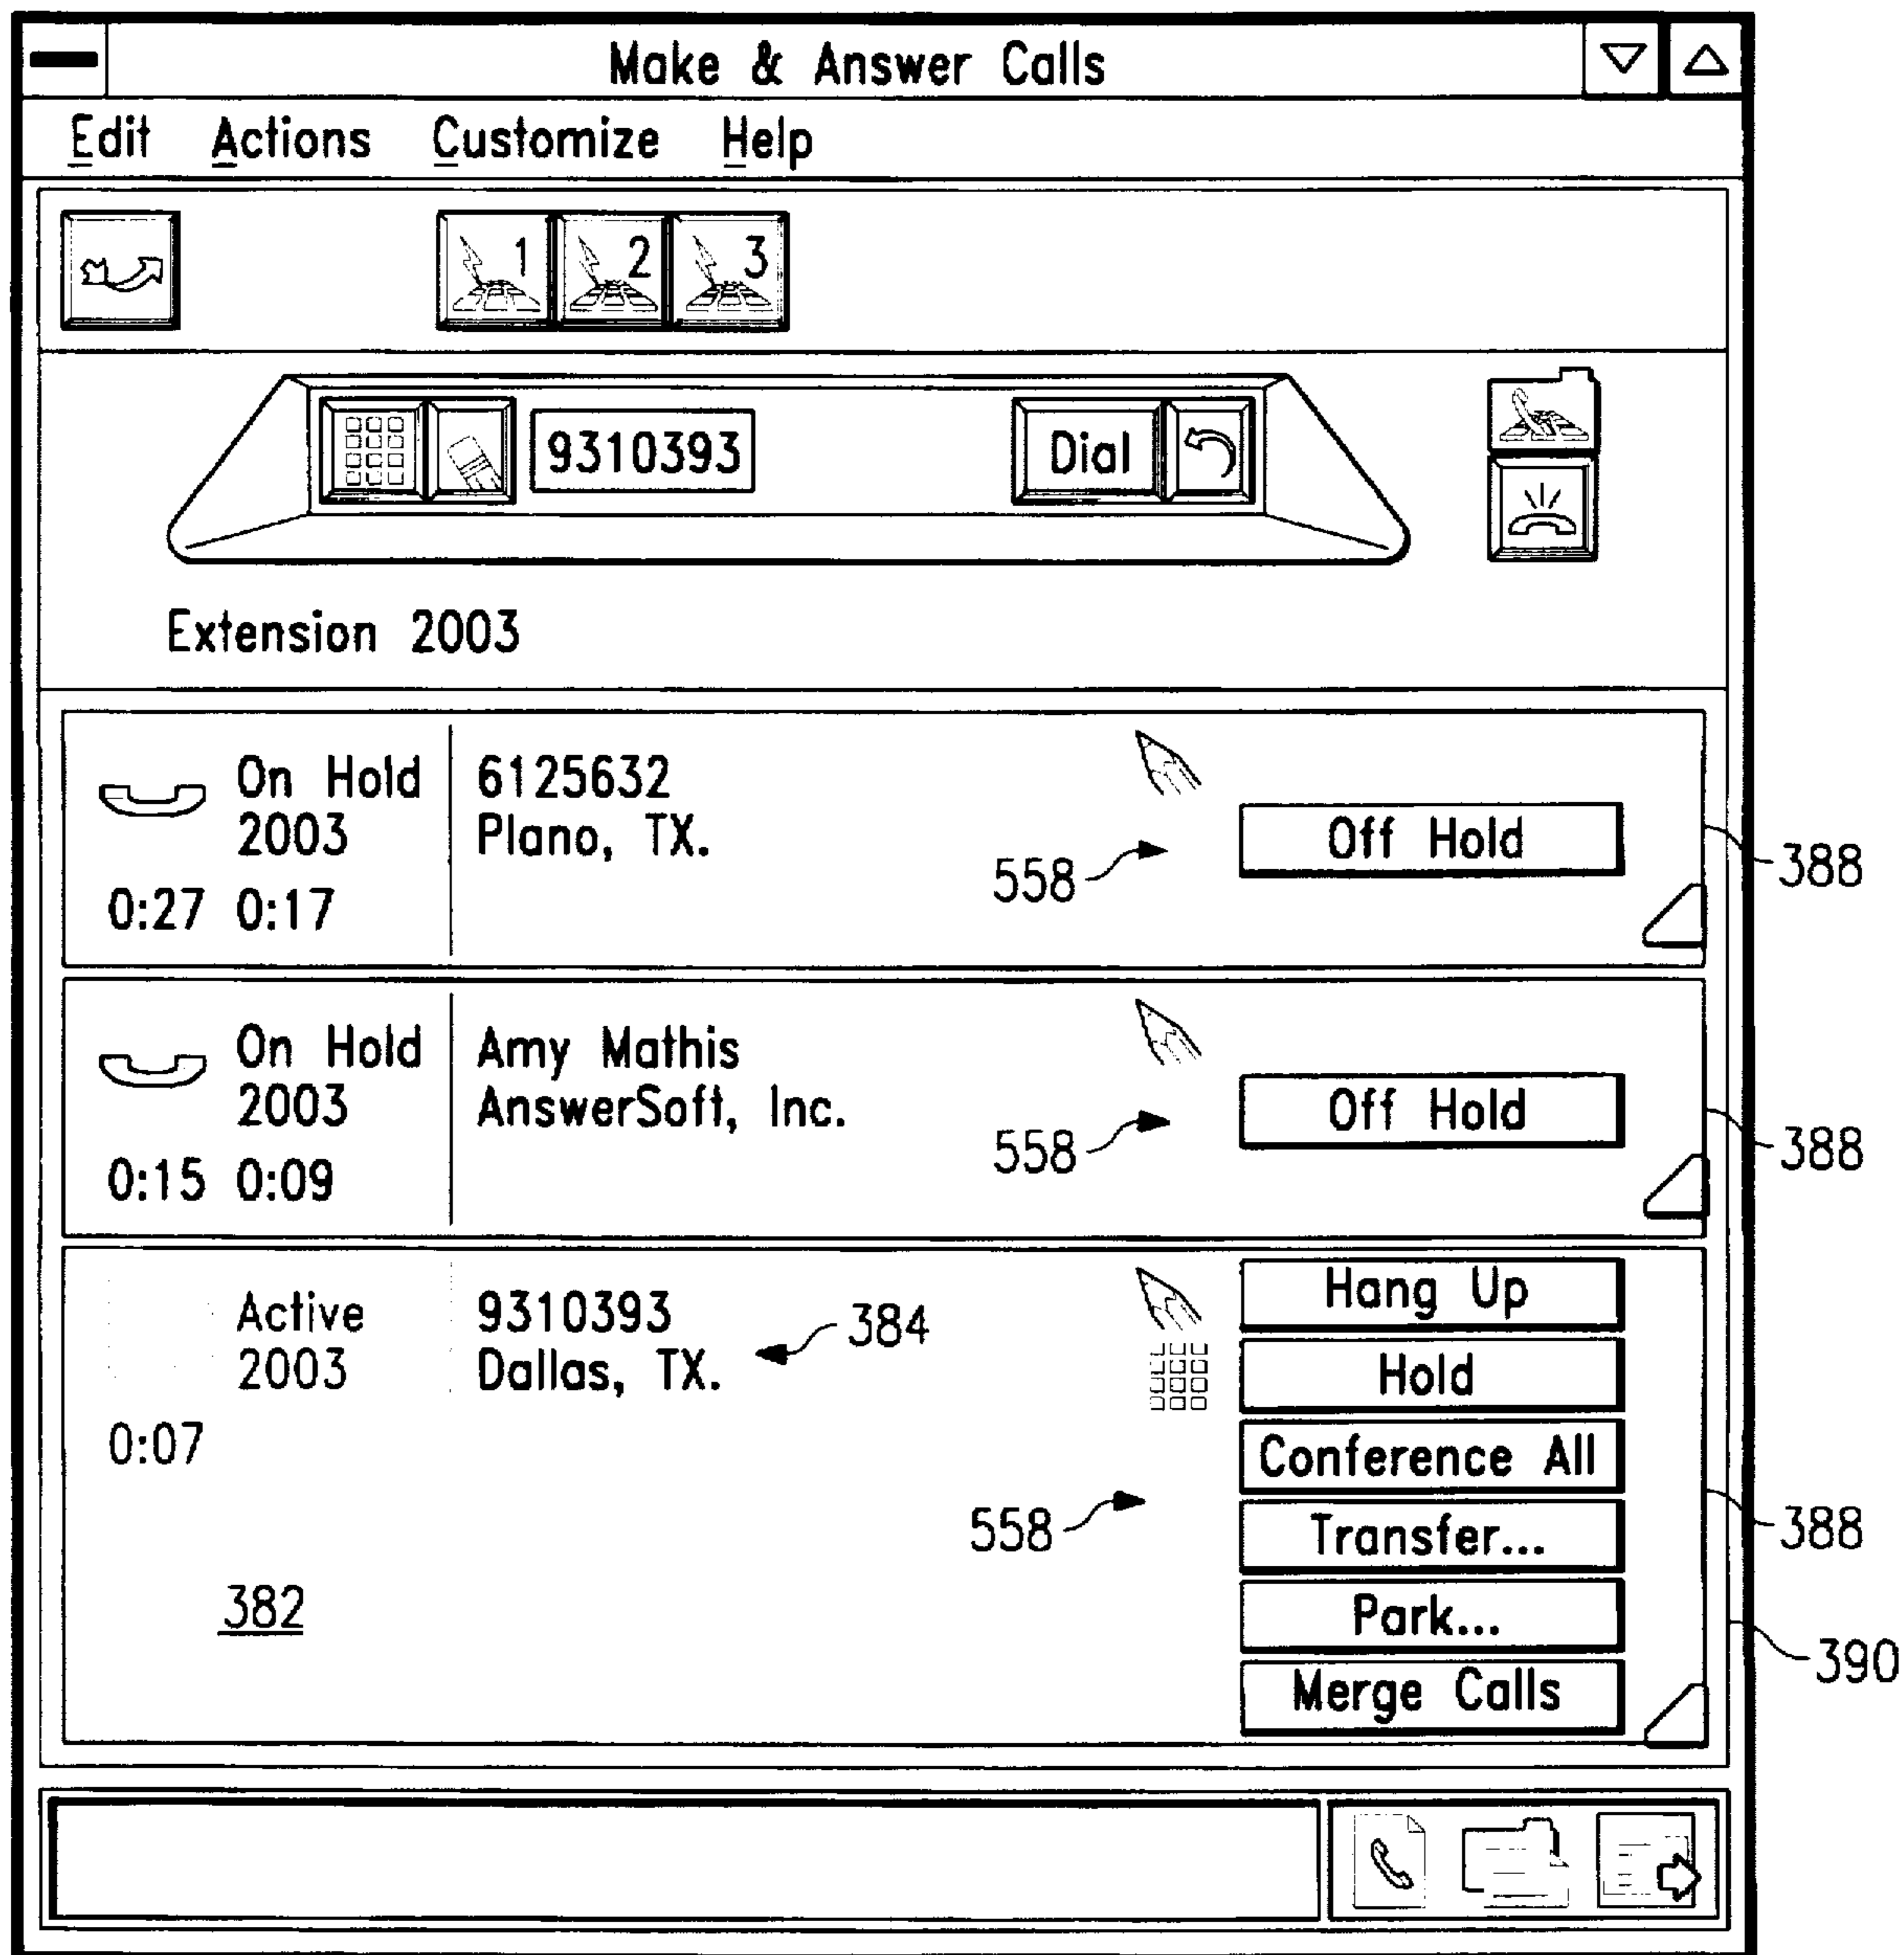 Make & Answer Calls
Edit Actions Customize Help
1 2 3
9310393 Dial
Extension 2003
On Hold 6125632
2003 Plano, TX.
Off Hold
558
388
0:27 0:17
On Hold Amy Mathis
2003 AnswerSoft, Inc.
Off Hold
558
388
0:15 0:09
Active 9310393
2003 Dallas, TX.
384
0:07
Hang Up
Hold
Conference All
558
Transfer...
388
382
Park...
390
Merge Calls